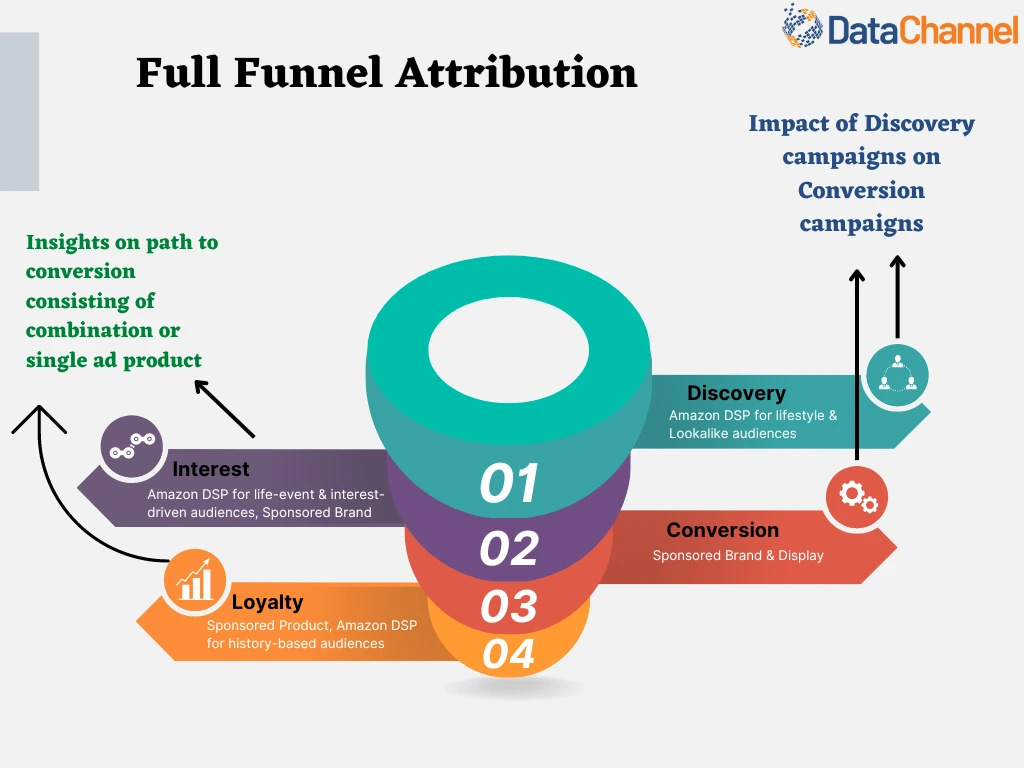 DataChannel
Full Funnel Attribution
Impact of Discovery
campaigns on
Conversion
campaigns
Insights on path to
conversion
consisting of
combination or
single ad product
Discovery
Amazon DSP for lifestyle &
Lookalike audiences
01
Interest
Amazon DSP for life-event & interest-
driven audiences, Sponsored Brand
02
Conversion
Sponsored Brand & Display
03
Loyalty
Sponsored Product, Amazon DSP
for history-based audiences
04